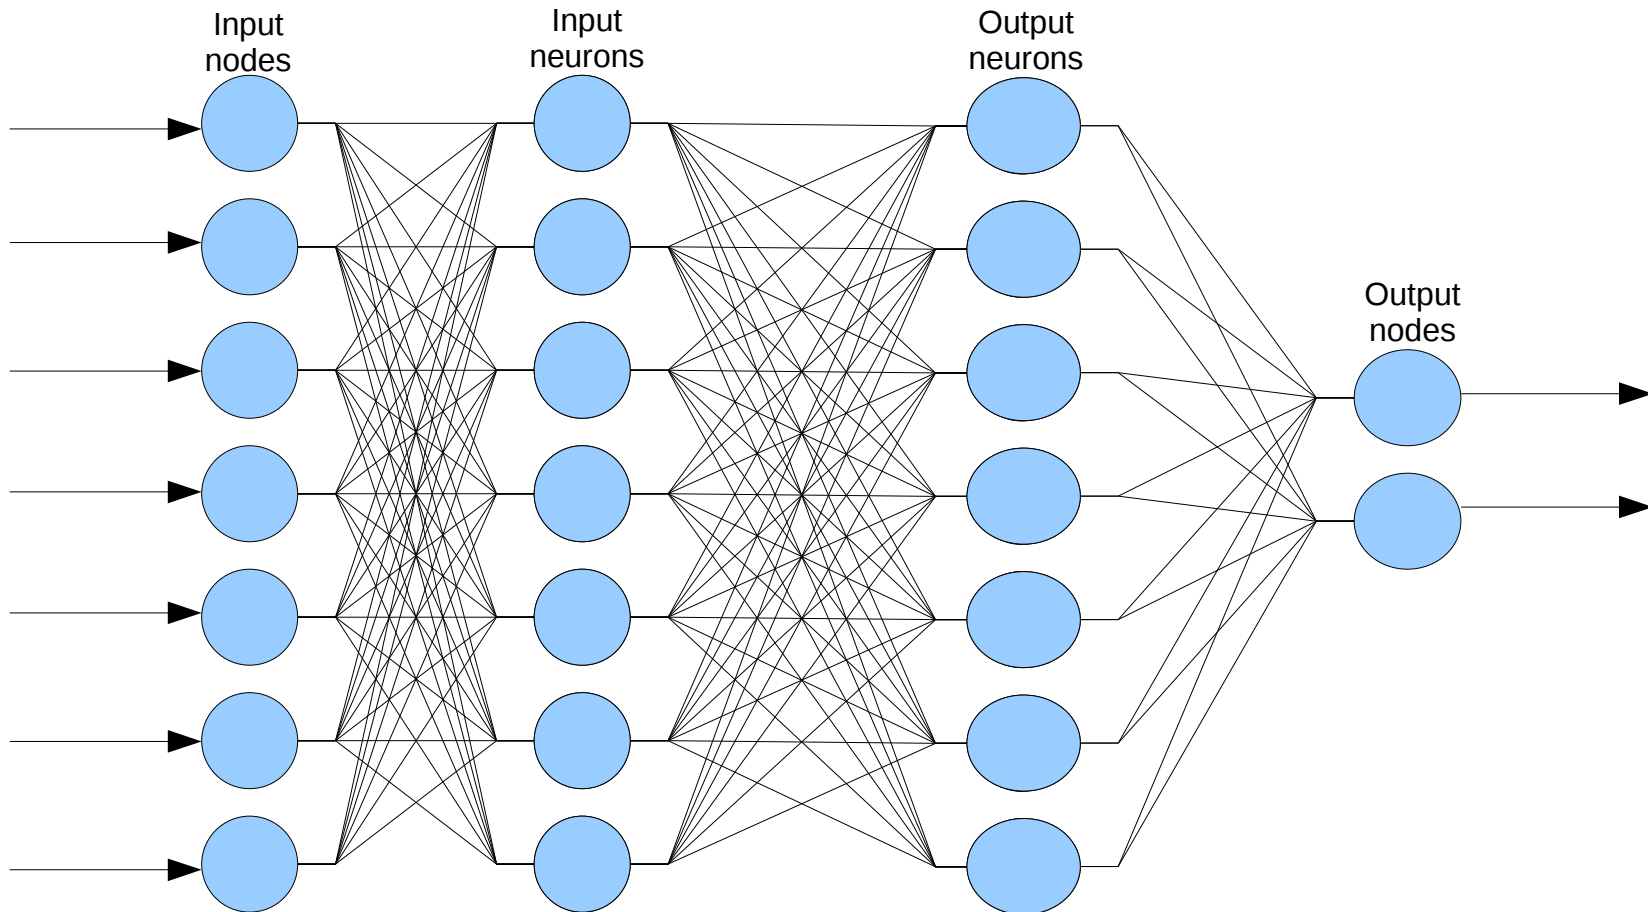 Input
nodes
Input
neurons
Output
neurons
Output
nodes